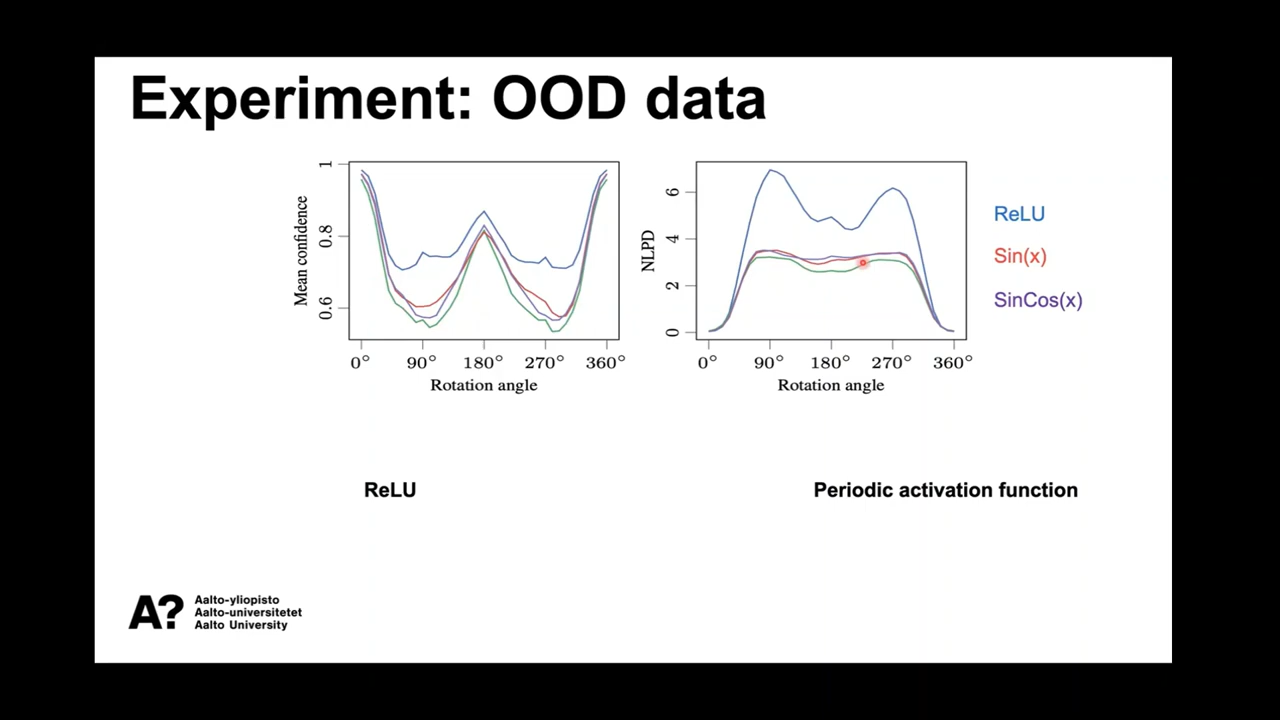 Experiment: OOD data
Mean confidence
1
0.8
0.6
0° 90° 180° 270° 360°
Rotation angle
NLPD
6
4
2
0
0° 90° 180° 270° 360°
Rotation angle
ReLU
Sin(x)
SinCos(x)
ReLU
Periodic activation function
A?
Aalto-yliopisto
Aalto-universitetet
Aalto University